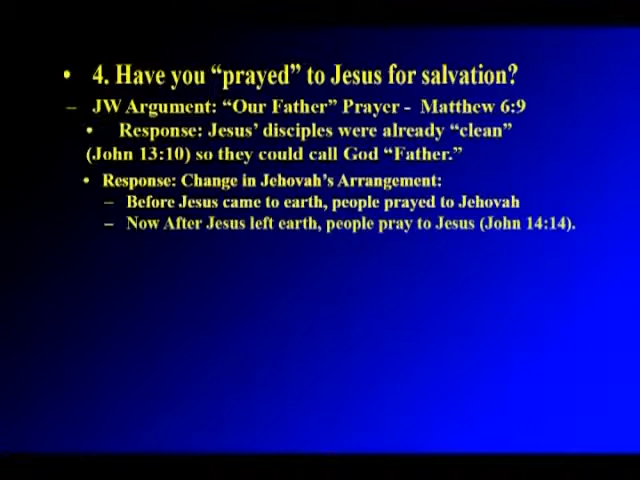 • 4. Have you “prayed” to Jesus for salvation?
– JW Argument: “Our Father” Prayer - Matthew 6:9
• Response: Jesus’ disciples were already “clean”
(John 13:10) so they could call God “Father.”
• Response: Change in Jehovah’s Arrangement:
– Before Jesus came to earth, people prayed to Jehovah
– Now After Jesus left earth, people pray to Jesus (John 14:14).